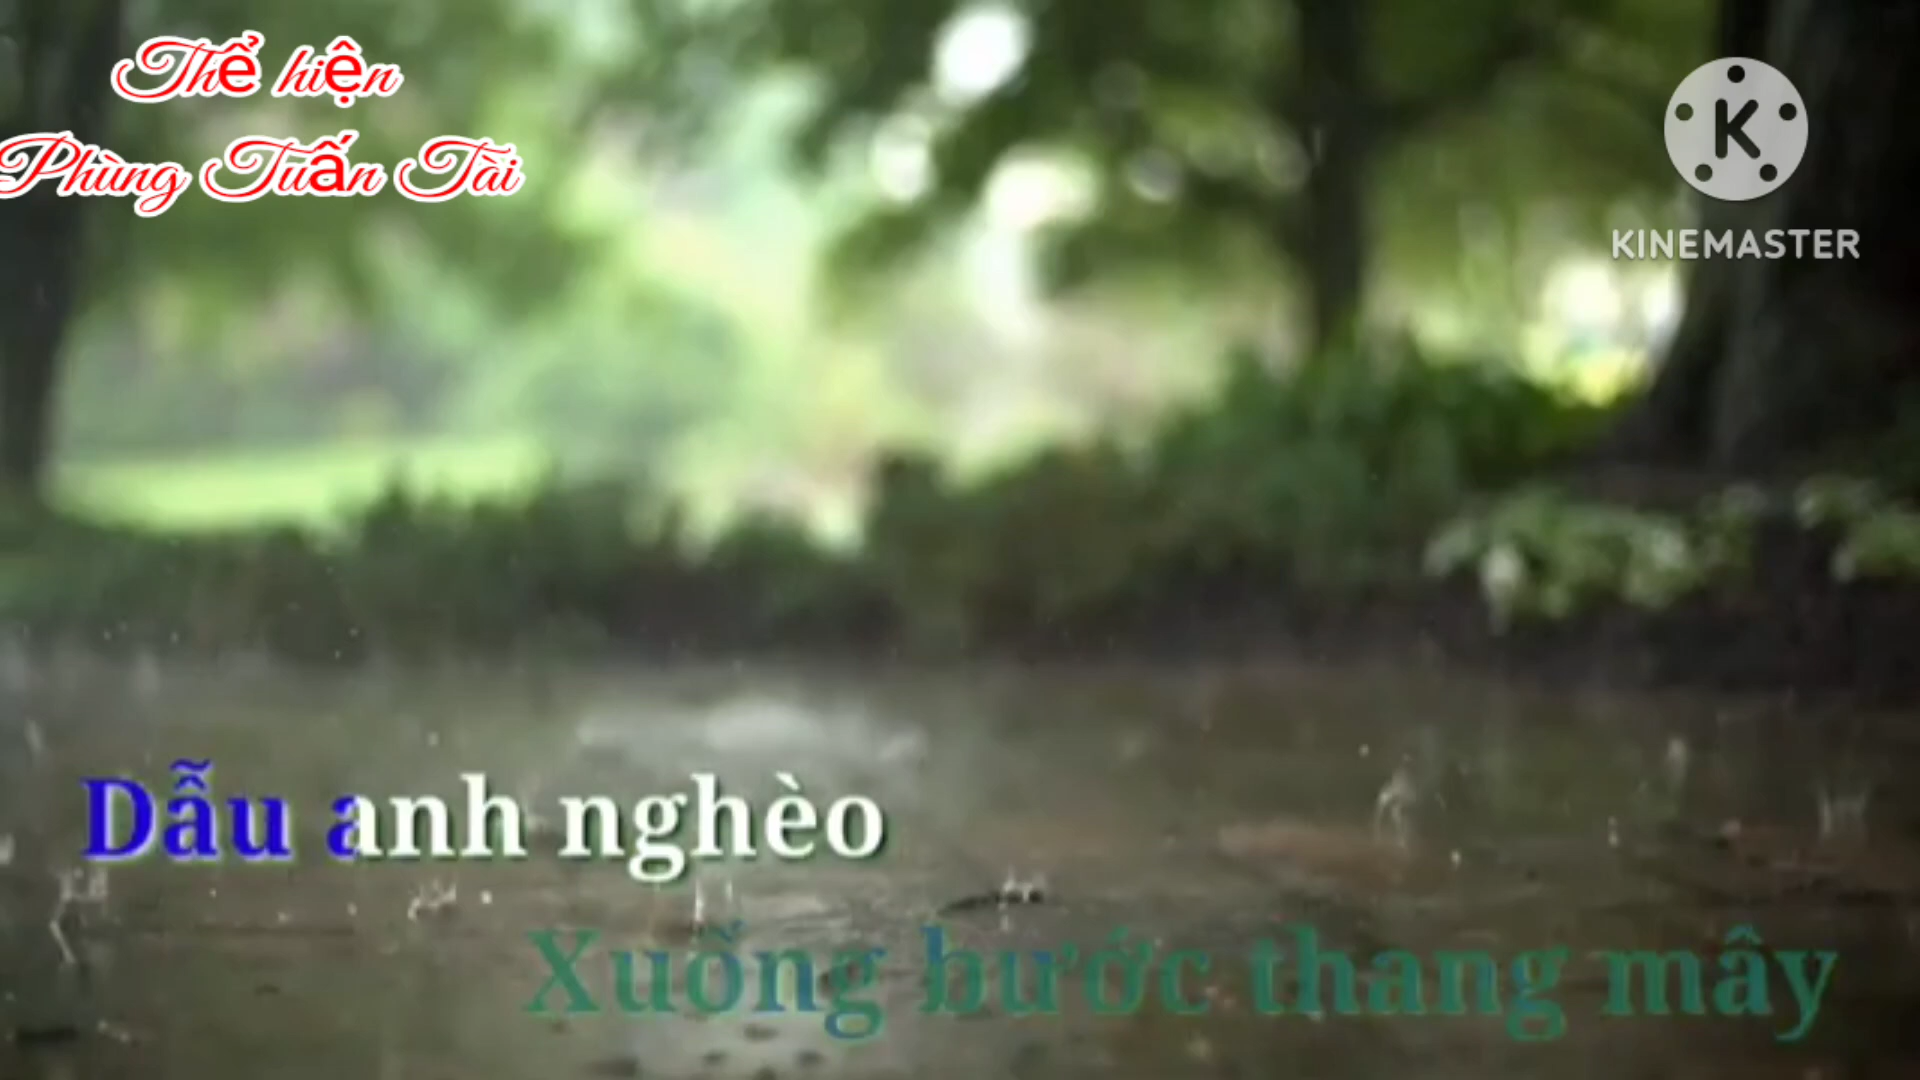 Thể hiện
Phùng Tuấn Tài
K
KINEMASTER
Dẫu anh nghèo
Xuống bước thang mây